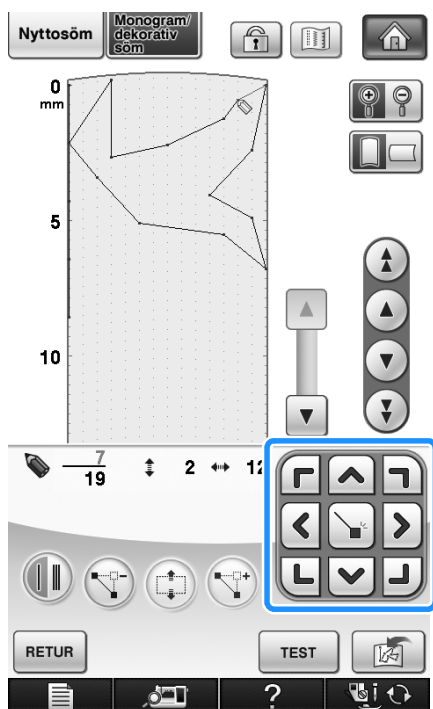 Nyttosöm
Monogram/
dekorativ
söm
0
mm
5
10
7
19
2
12
RETUR
TEST
?
i